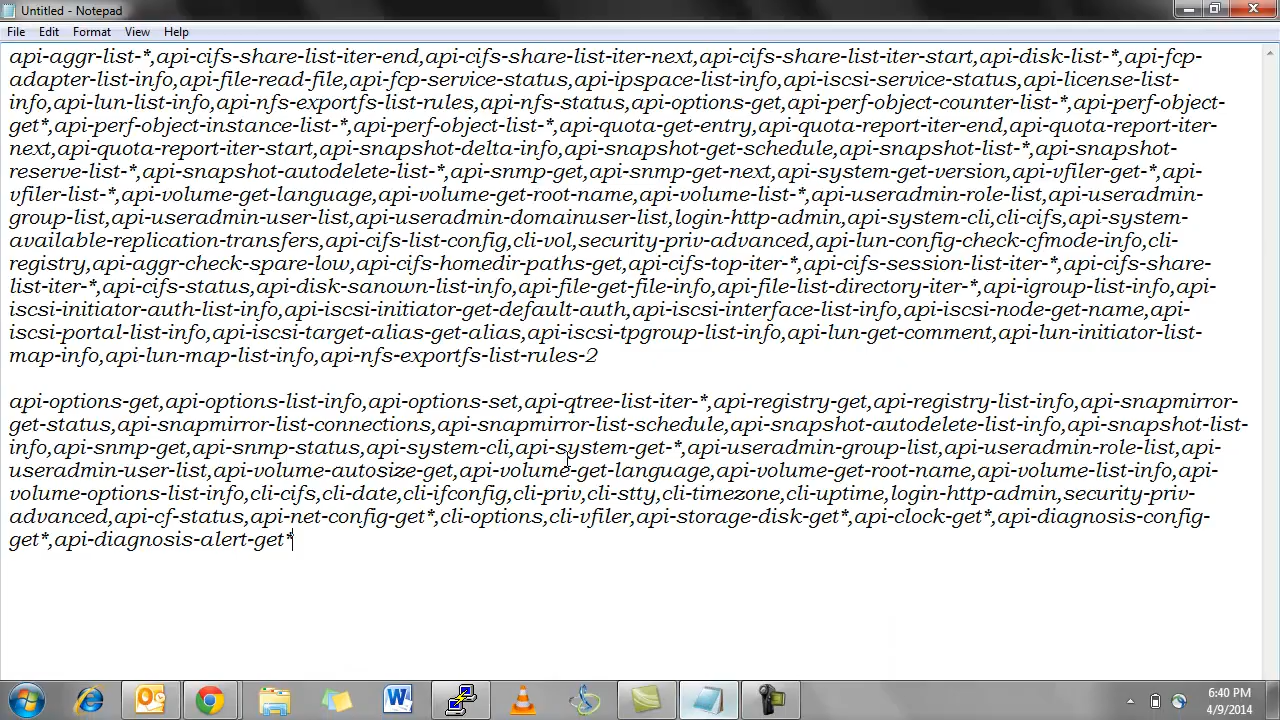 Untitled - Notepad
File Edit Format View Help
api-aggr-list-*,api-cifs-share-list-iter-end,api-cifs-share-list-iter-next,api-cifs-share-list-iter-start,api-disk-list-*,api-fcp-
adapter-list-info,api-file-read-file,api-fcp-service-status,api-ipspace-list-info,api-iscsi-service-status,api-license-list-
info,api-lun-list-info,api-nfs-exportfs-list-rules,api-nfs-status,api-options-get,api-perf-object-counter-list-*,api-perf-object-
get*,api-perf-object-instance-list-*,api-perf-object-list-*,api-quota-get-entry,api-quota-report-iter-end,api-quota-report-iter-
next,api-quota-report-iter-start,api-snapshot-delta-info,api-snapshot-get-schedule,api-snapshot-list-*,api-snapshot-
reserve-list-*,api-snapshot-autodelete-list-*,api-snmp-get,api-snmp-get-next,api-system-get-version,api-vfiler-get-*,api-
vfiler-list-*,api-volume-get-language,api-volume-get-root-name,api-volume-list-*,api-useradmin-role-list,api-useradmin-
group-list,api-useradmin-user-list,api-useradmin-domainuser-list,login-http-admin,api-system-cli,cli-cifs,api-system-
available-replication-transfers,api-cifs-list-config,cli-vol,security-priv-advanced,api-lun-config-check-cfmode-info,cli-
registry,api-aggr-check-spare-low,api-cifs-homedir-paths-get,api-cifs-top-iter-*,api-cifs-session-list-iter-*,api-cifs-share-
list-iter-*,api-cifs-status,api-disk-sanown-list-info,api-file-get-file-info,api-file-list-directory-iter-*,api-igroup-list-info,api-
iscsi-initiator-auth-list-info,api-iscsi-initiator-get-default-auth,api-iscsi-interface-list-info,api-iscsi-node-get-name,api-
iscsi-portal-list-info,api-iscsi-target-alias-get-alias,api-iscsi-tpgroup-list-info,api-lun-get-comment,api-lun-initiator-list-
map-info,api-lun-map-list-info,api-nfs-exportfs-list-rules-2
api-options-get,api-options-list-info,api-options-set,api-qtree-list-iter-*,api-registry-get,api-registry-list-info,api-snapmirror-
get-status,api-snapmirror-list-connections,api-snapmirror-list-schedule,api-snapshot-autodelete-list-info,api-snapshot-list-
info,api-snmp-get,api-snmp-status,api-system-cli,api-system-get-*,api-useradmin-group-list,api-useradmin-role-list,api-
useradmin-user-list,api-volume-autosize-get,api-volume-get-language,api-volume-get-root-name,api-volume-list-info,api-
volume-options-list-info,cli-cifs,cli-date,cli-ifconfig,cli-priv,cli-stty,cli-timezone,cli-uptime,login-http-admin,security-priv-
advanced,api-cf-status,api-net-config-get*,cli-options,cli-vfiler,api-storage-disk-get*,api-clock-get*,api-diagnosis-config-
get*,api-diagnosis-alert-get*
6:40 PM
4/9/2014